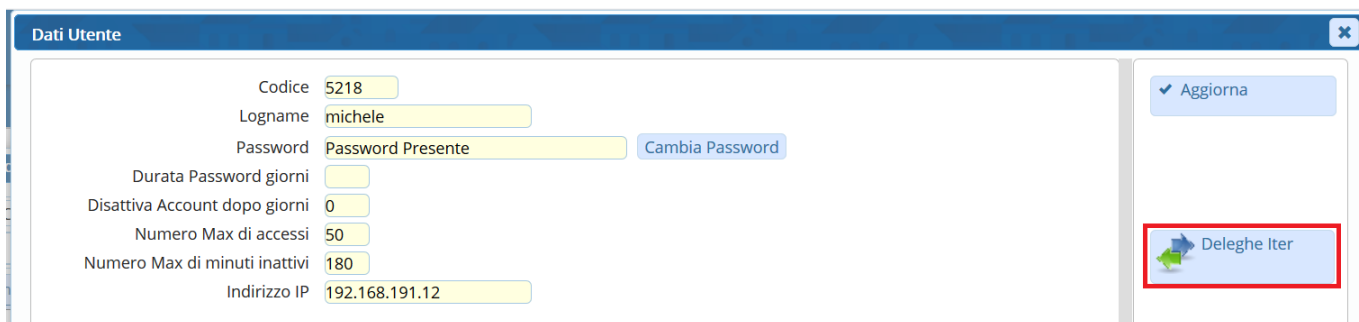 Dati Utente
Codice 5218
Aggiorna
Logname michele
Password Password Presente Cambia Password
Durata Password giorni
Disattiva Account dopo giorni 0
Numero Max di accessi 50
Deleghe Iter
Numero Max di minuti inattivi 180
Indirizzo IP 192.168.191.12